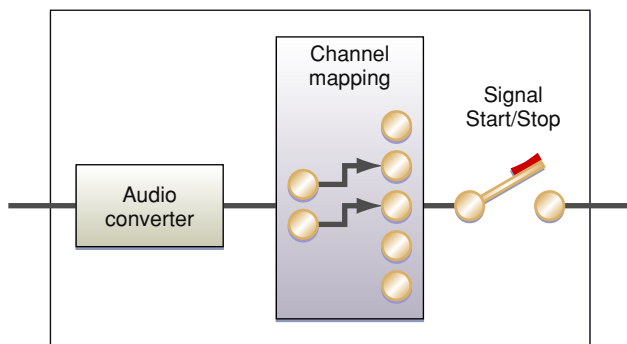 Channel
mapping
Signal
Start/Stop
Audio
converter